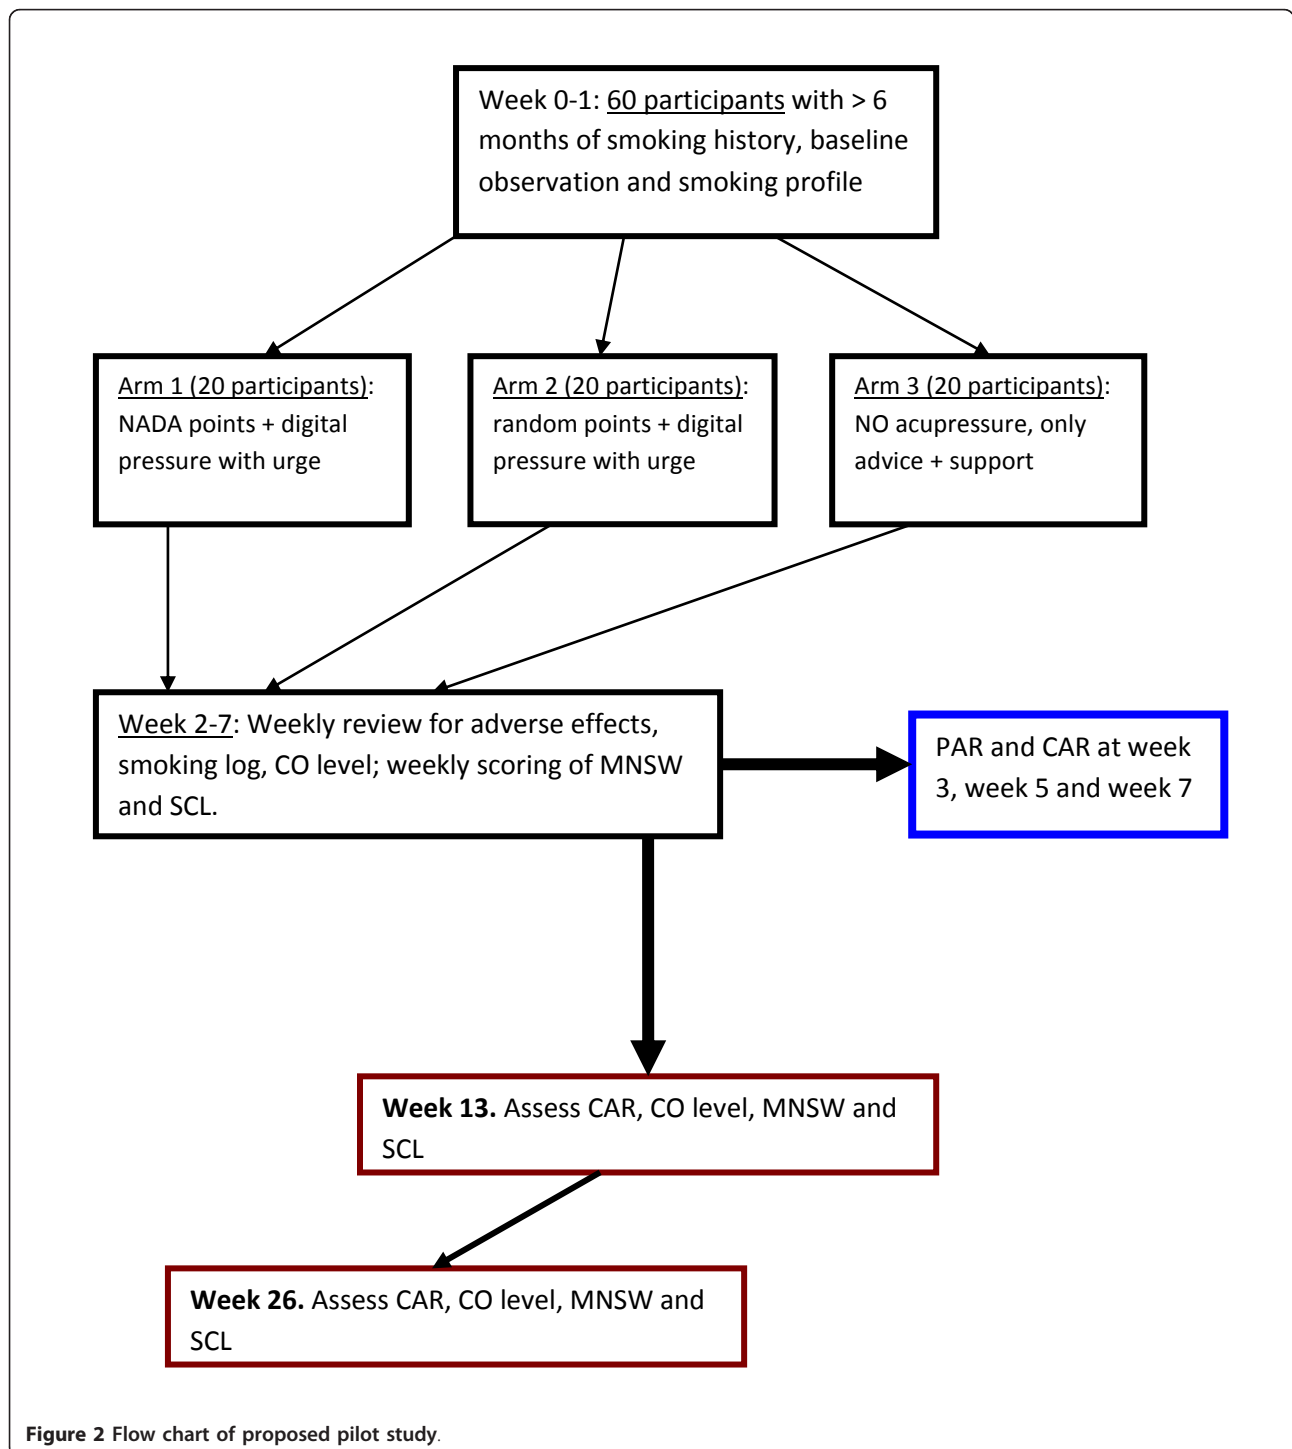 Week 0-1: 60 participants with > 6
months of smoking history, baseline
observation and smoking profile
Arm 1 (20 participants):
NADA points + digital
pressure with urge
Arm 2 (20 participants):
random points + digital
pressure with urge
Arm 3 (20 participants):
NO acupressure, only
advice + support
Week 2-7: Weekly review for adverse effects,
smoking log, CO level; weekly scoring of MNSW
and SCL.
PAR and CAR at week
3, week 5 and week 7
Week 13. Assess CAR, CO level, MNSW and
SCL
Week 26. Assess CAR, CO level, MNSW and
SCL
Figure 2 Flow chart of proposed pilot study.